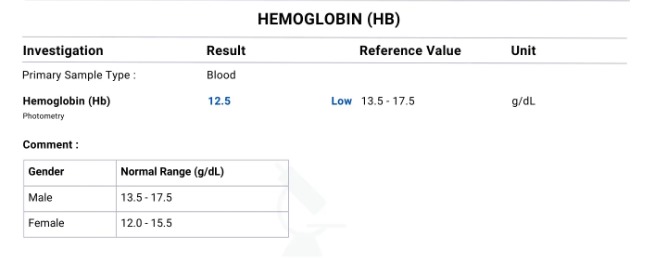 HEMOGLOBIN (HB)
Investigation Result Reference Value Unit
Primary Sample Type : Blood
Hemoglobin (Hb) 12.5 Low 13.5 - 17.5 g/dL
Photometry
Comment :
Gender Normal Range (g/dL)
Male 13.5 - 17.5
Female 12.0 - 15.5